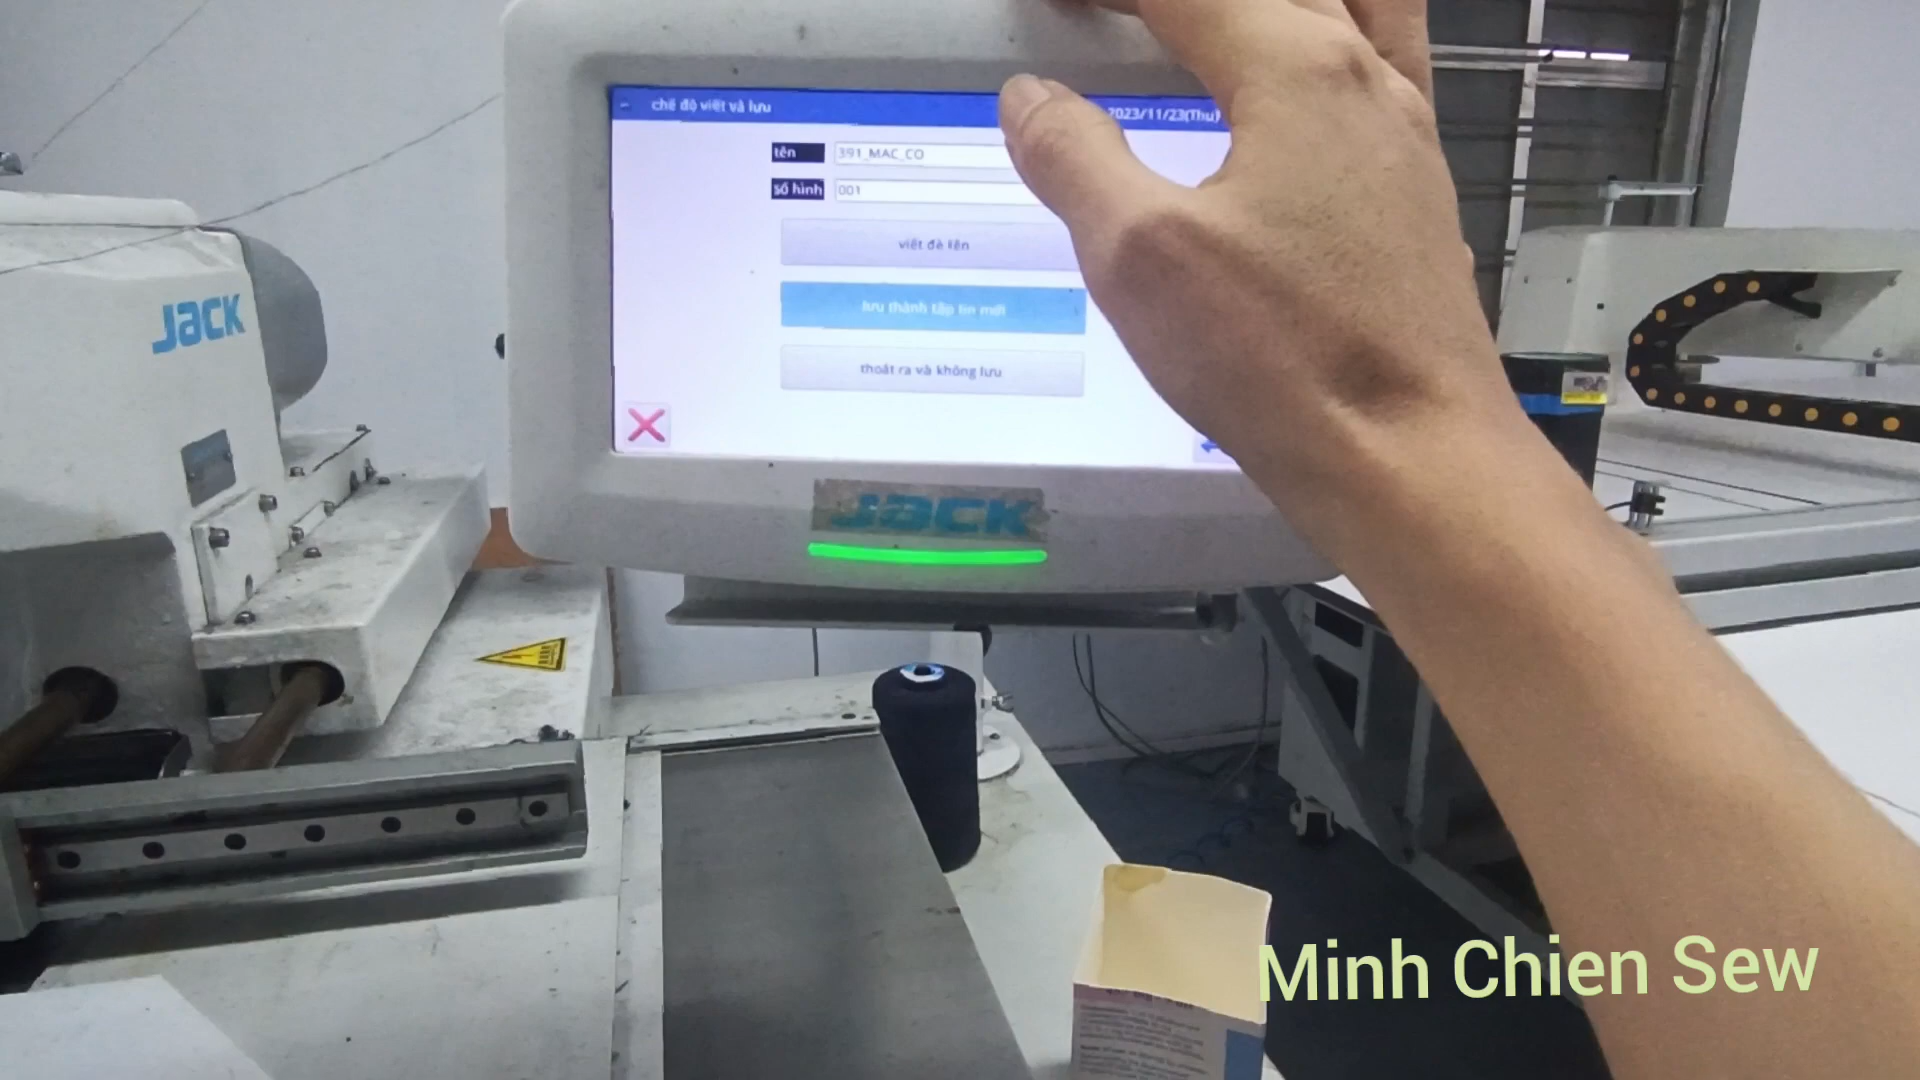 chế độ viết và lưu
2023/11/23(Thu)
tên
391_MAC_CO
Số hình
001
viết đè lên
lưu thành tập tin mới
thoát ra và không lưu
JACK
JACK
Minh Chien Sew